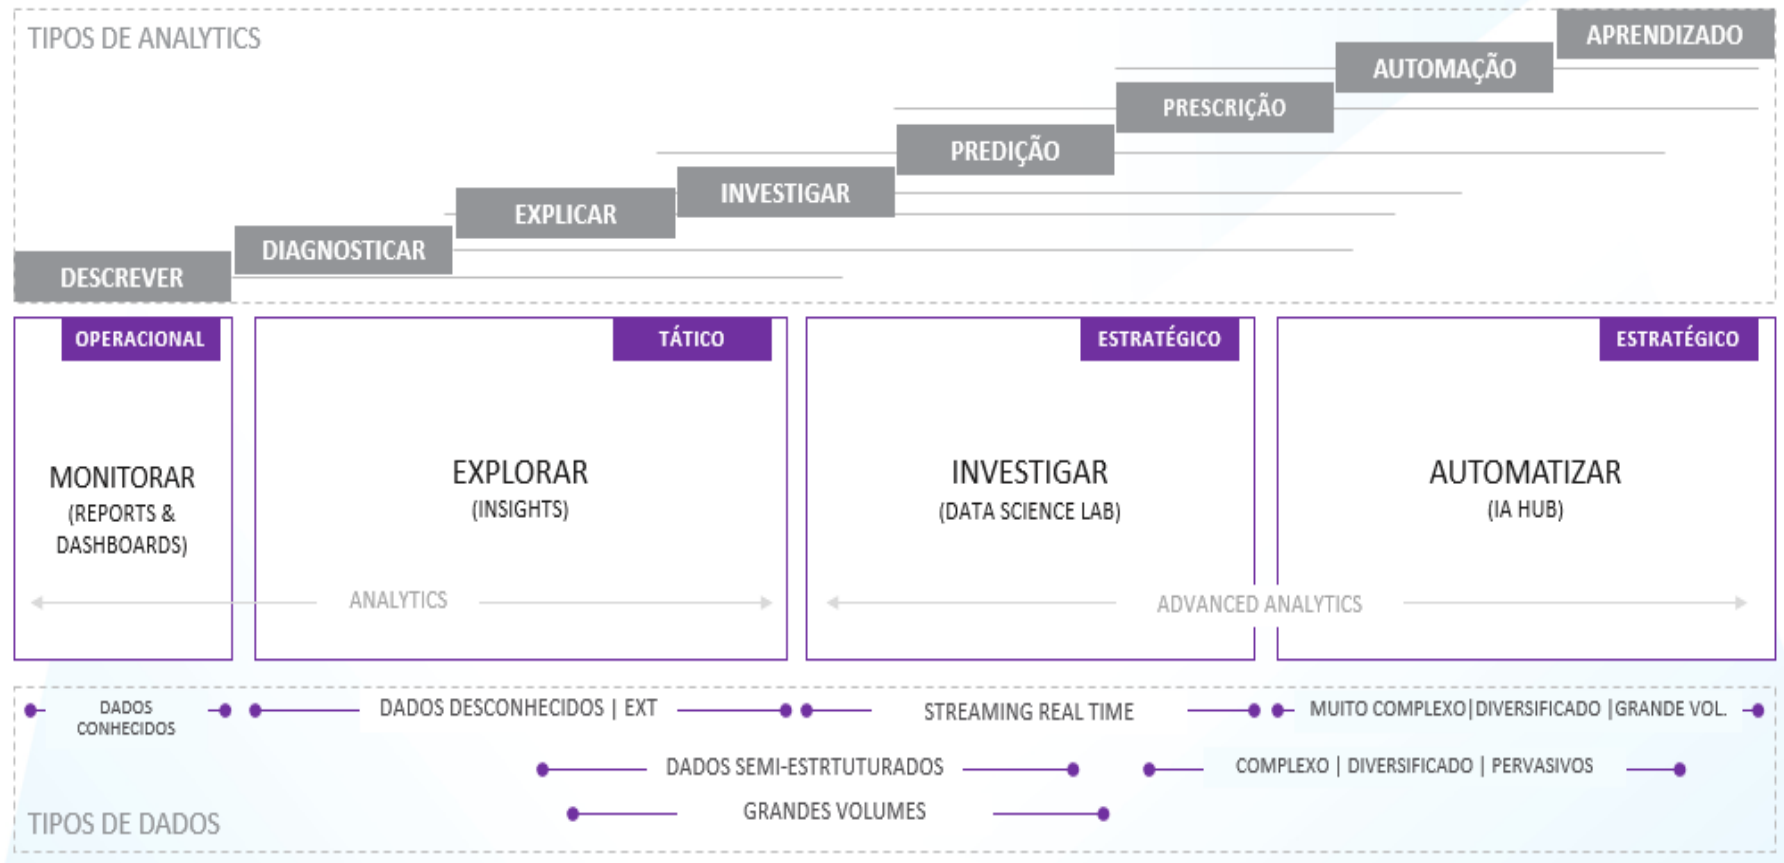 TIPOS DE ANALYTICS
APRENDIZADO
AUTOMAÇÃO
PRESCRIÇÃO
PREDIÇÃO
INVESTIGAR
EXPLICAR
DIAGNOSTICAR
DESCREVER
OPERACIONAL
MONITORAR
(REPORTS &
DASHBOARDS)
TÁTICO
EXPLORAR
(INSIGHTS)
ANALYTICS
ESTRATÉGICO
INVESTIGAR
(DATA SCIENCE LAB)
ESTRATÉGICO
AUTOMATIZAR
(IA HUB)
ADVANCED ANALYTICS
DADOS
CONHECIDOS
DADOS DESCONHECIDOS | EXT
STREAMING REAL TIME
MUITO COMPLEXO|DIVERSIFICADO |GRANDE VOL.
DADOS SEMI-ESTRTUTURADOS
COMPLEXO | DIVERSIFICADO | PERVASIVOS
GRANDES VOLUMES
TIPOS DE DADOS